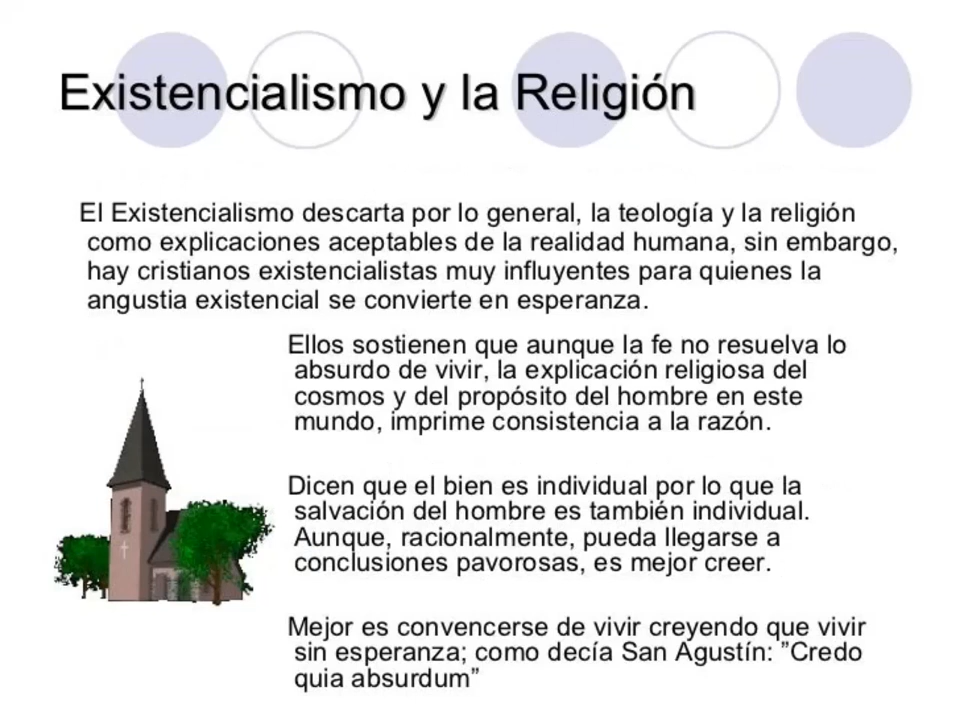 Existencialismo y la Religión
El Existencialismo descarta por lo general, la teología y la religión
como explicaciones aceptables de la realidad humana, sin embargo,
hay cristianos existencialistas muy influyentes para quienes la
angustia existencial se convierte en esperanza.
Ellos sostienen que aunque la fe no resuelva lo
absurdo de vivir, la explicación religiosa del
cosmos y del propósito del hombre en este
mundo, imprime consistencia a la razón.
Dicen que el bien es individual por lo que la
salvación del hombre es también individual.
Aunque, racionalmente, pueda llegarse a
conclusiones pavorosas, es mejor creer.
Mejor es convencerse de vivir creyendo que vivir
sin esperanza; como decía San Agustín: ”Credo
quia absurdum”